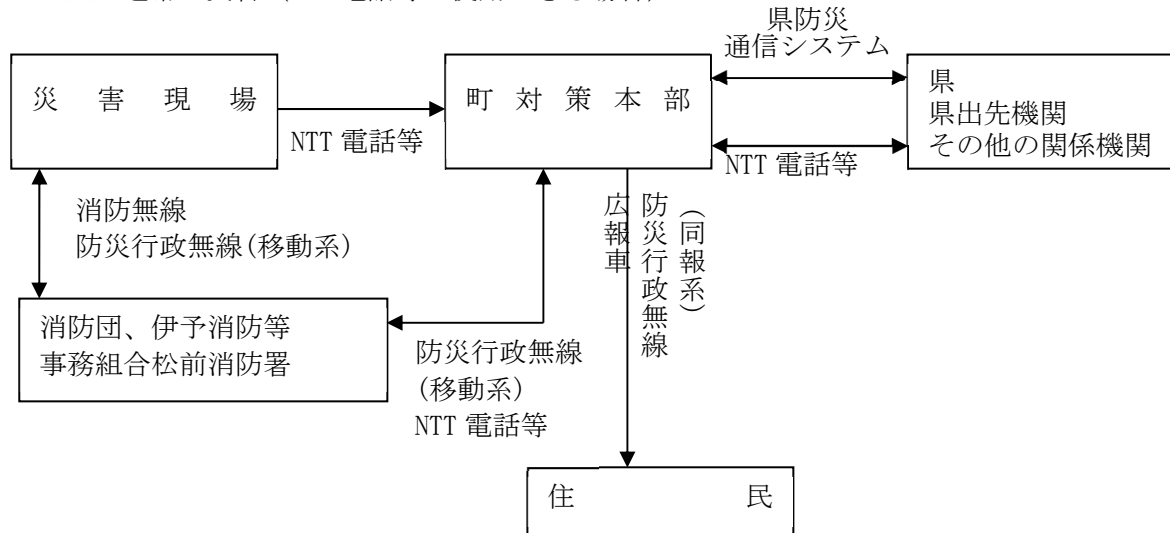 県防災
通信システム
災害現場
町対策本部
県
県出先機関
その他の関係機関
NTT 電話等
NTT 電話等
消防無線
防災行政無線(移動系)
(同報系)
防災行政無線
広報車
消防団、伊予消防等
事務組合松前消防署
防災行政無線
(移動系)
NTT 電話等
住民